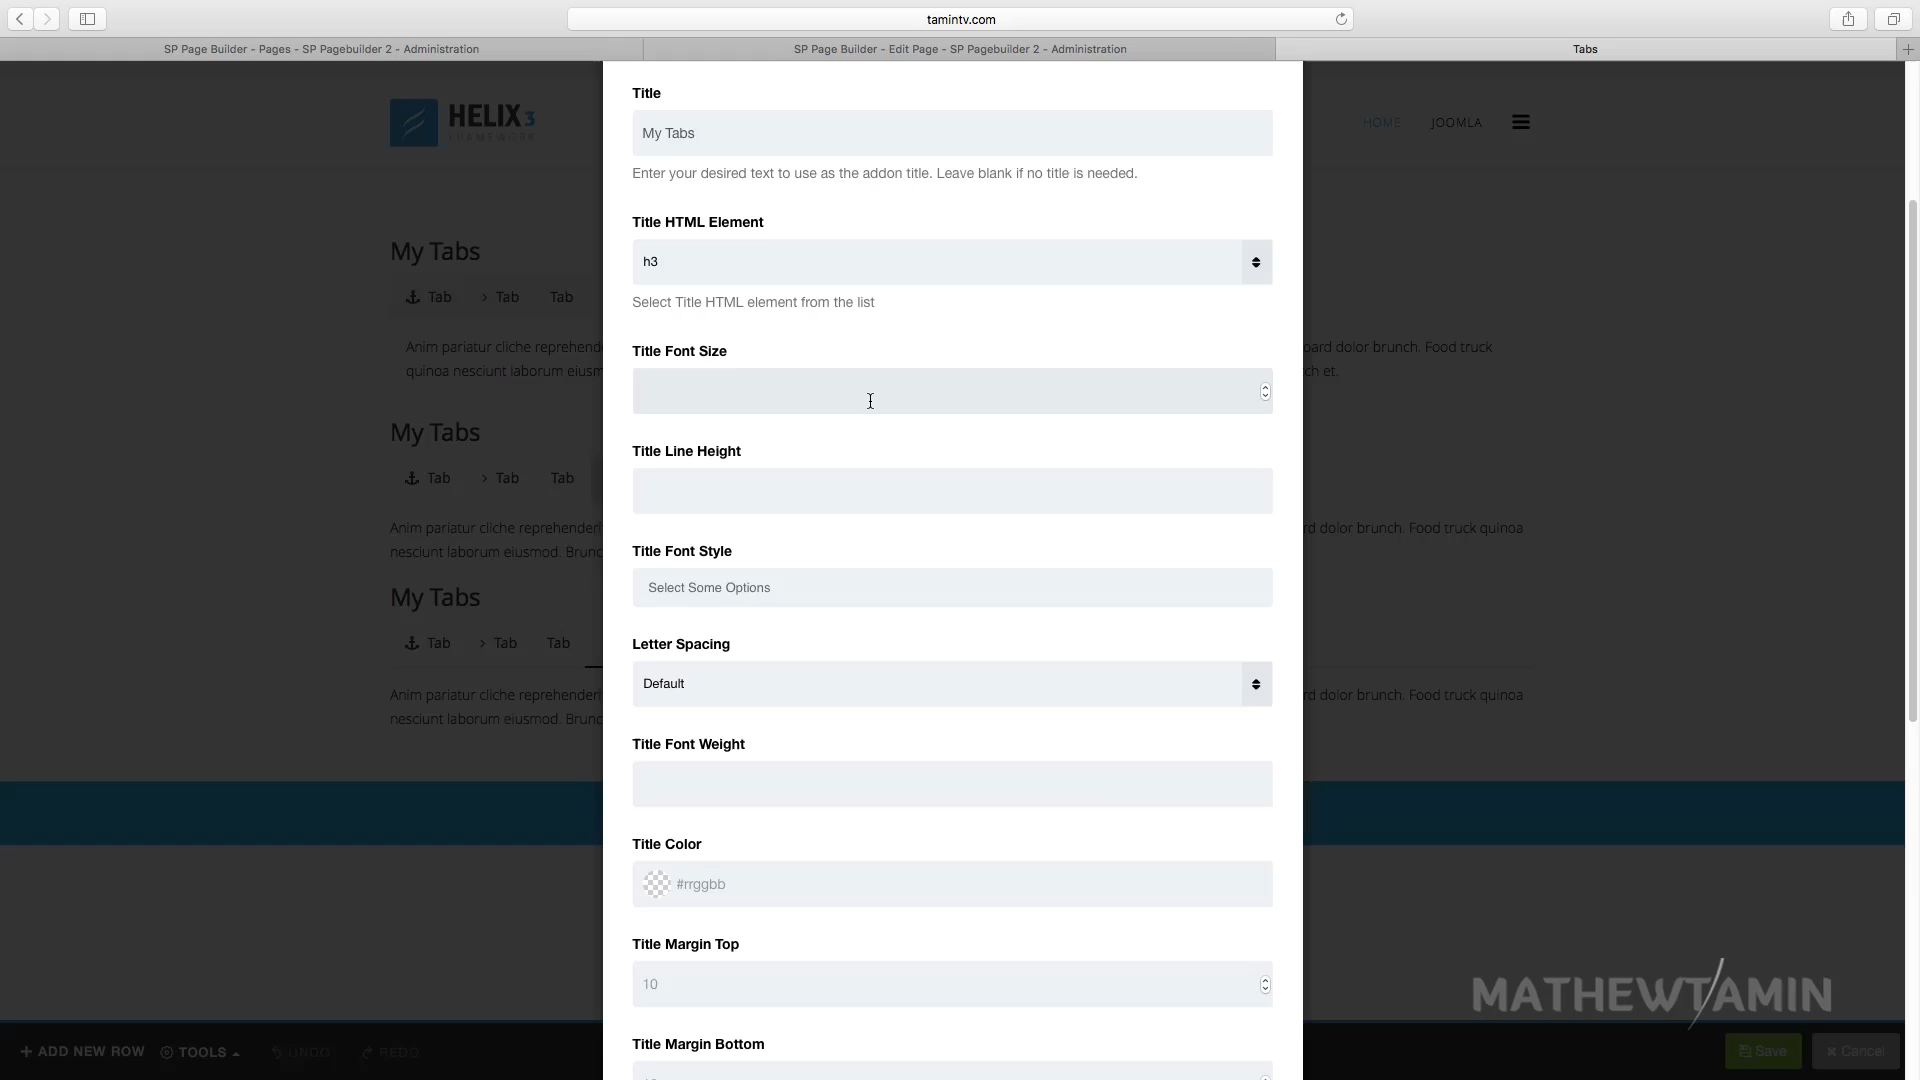 tamintv.com
SP Page Builder - Pages - SP Pagebuilder 2 - Administration
SP Page Builder - Edit Page - SP Pagebuilder 2 - Administration
Tabs
HELIX3
FRAMEWORK
HOME
JOOMLA
Title
My Tabs
Enter your desired text to use as the addon title. Leave blank if no title is needed.
Title HTML Element
h3
Select Title HTML element from the list
Title Font Size
Title Line Height
Title Font Style
Select Some Options
Letter Spacing
Default
Title Font Weight
Title Color
#rrggbb
Title Margin Top
10
Title Margin Bottom
My Tabs
Tab > Tab Tab
Anim pariatur cliche reprehend
oard dolor brunch. Food truck
quinoa nesciunt laborum eiusm
ch et.
My Tabs
Tab > Tab Tab
Anim pariatur cliche reprehenderi
rd dolor brunch. Food truck quinoa
nesciunt laborum eiusmod. Brunc
My Tabs
Tab > Tab Tab
Anim pariatur cliche reprehenderi
rd dolor brunch. Food truck quinoa
nesciunt laborum eiusmod. Brunc
MATHEWTAMIN
+ ADD NEW ROW
TOOLS
UNDO
REDO
Save
Cancel